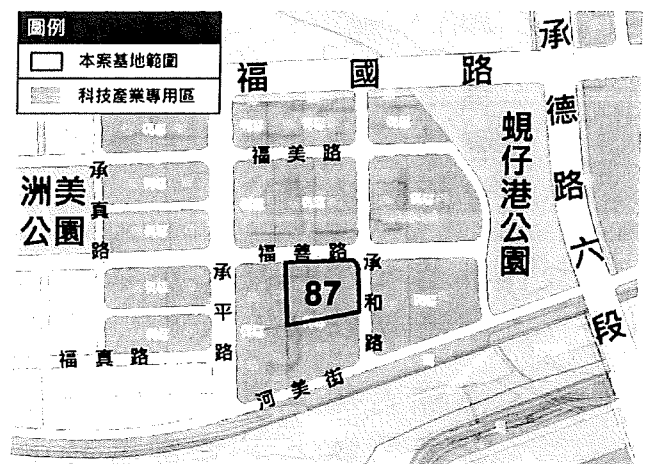 圖例
本案基地範圍
科技產業專用區
福國路
承德路六段
蜆仔港公園
福美路
洲美公園
承真路
福善路
承平路
87
承和路
福真路
河美街